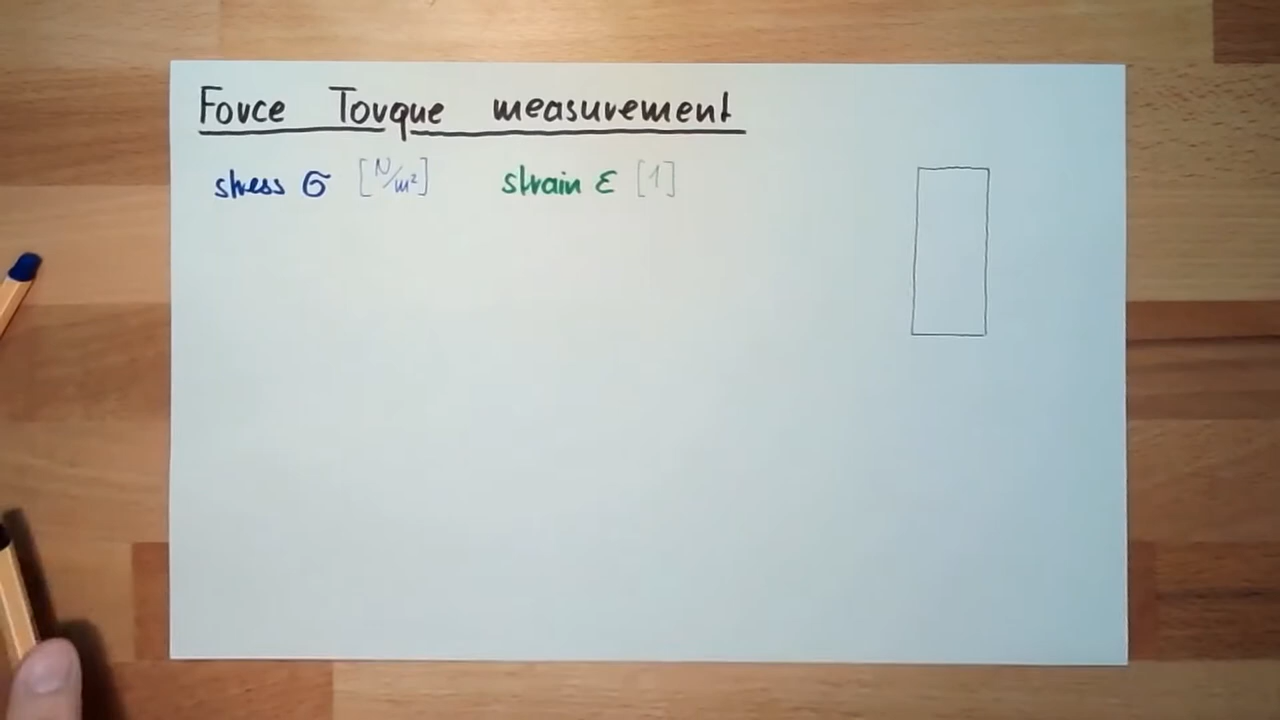 Force Torque measurement
stress σ [N/m²] strain ε [1]